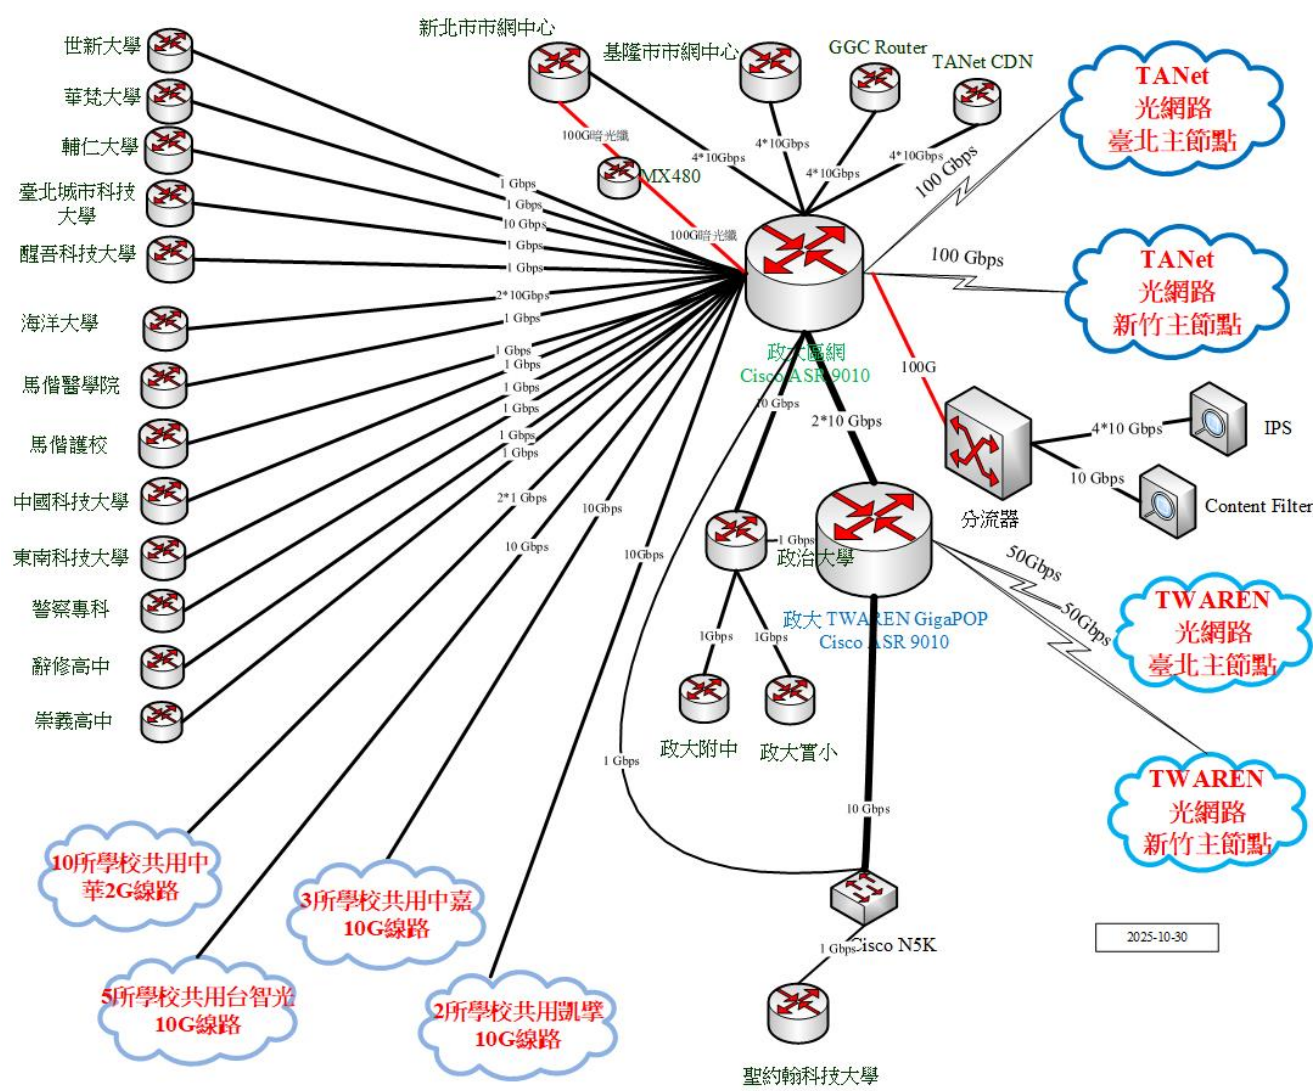 新北市市網中心
基隆市市網中心
GGC Router
TANet CDN
世新大學
華梵大學
輔仁大學
臺北城市科技
大學
醒吾科技大學
海洋大學
馬偕醫學院
馬偕護校
中國科技大學
東南科技大學
警察專科
辭修高中
崇義高中
100G暗光纖
MX480
100G暗光纖
4*10Gbps
4*10Gbps
4*10Gbps
4*10Gbps
100 Gbps
100 Gbps
TANet
光網路
臺北主節點
TANet
光網路
新竹主節點
1 Gbps
1 Gbps
10 Gbps
1 Gbps
1 Gbps
2*10Gbps
1 Gbps
1 Gbps
1 Gbps
1 Gbps
1 Gbps
1 Gbps
1 Gbps
2*1 Gbps
10 Gbps
10Gbps
10Gbps
政大區網
Cisco ASR 9010
10 Gbps
2*10 Gbps
100G
4*10 Gbps
IPS
10 Gbps
Content Filter
分流器
1 Gbps
政治大學
政大 TWAREN GigaPOP
Cisco ASR 9010
50Gbps
50Gbps
TWAREN
光網路
臺北主節點
TWAREN
光網路
新竹主節點
1Gbps
1Gbps
政大附中
政大實小
1 Gbps
10 Gbps
Cisco N5K
1 Gbps
聖約翰科技大學
10所學校共用中
華2G線路
3所學校共用中嘉
10G線路
5所學校共用台智光
10G線路
2所學校共用凱擘
10G線路
2025-10-30